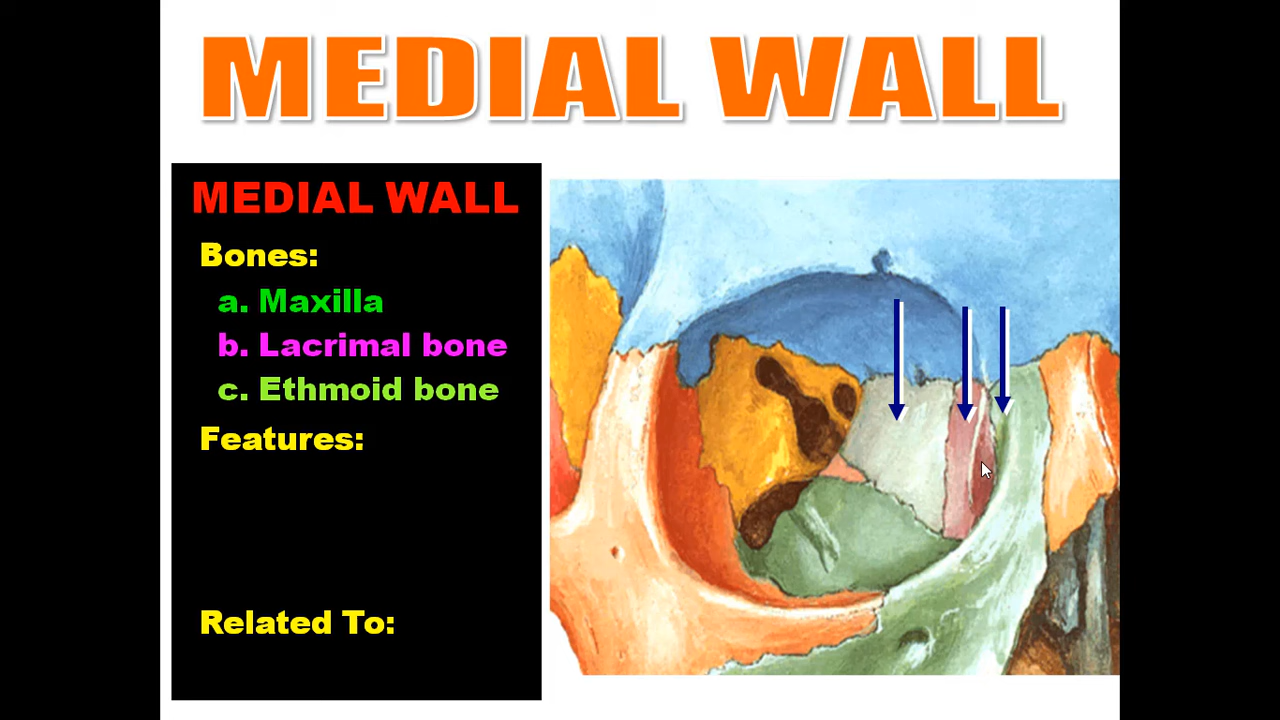 MEDIAL WALL
MEDIAL WALL
Bones:
a. Maxilla
b. Lacrimal bone
c. Ethmoid bone
Features:
Related To: